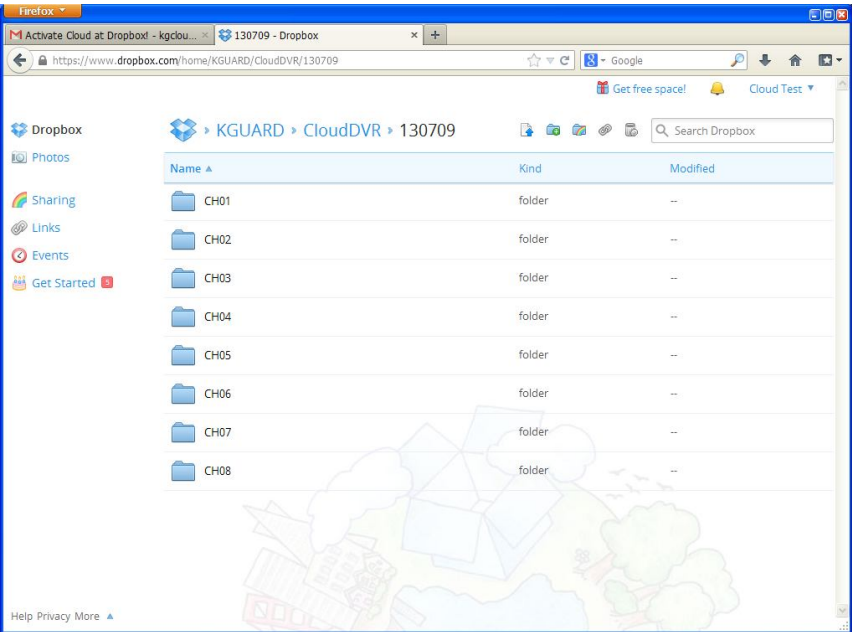 Firefox
Activate Cloud at Dropbox! - kgclou... × 130709 - Dropbox × +
https://www.dropbox.com/home/KGUARD/CloudDVR/130709 Google
Get free space! Cloud Test
Dropbox KGUARD CloudDVR 130709 Search Dropbox
Photos
Name Kind Modified
Sharing
Links
Events
Get Started 5
CH01 folder --
CH02 folder --
CH03 folder --
CH04 folder --
CH05 folder --
CH06 folder --
CH07 folder --
CH08 folder --
Help Privacy More